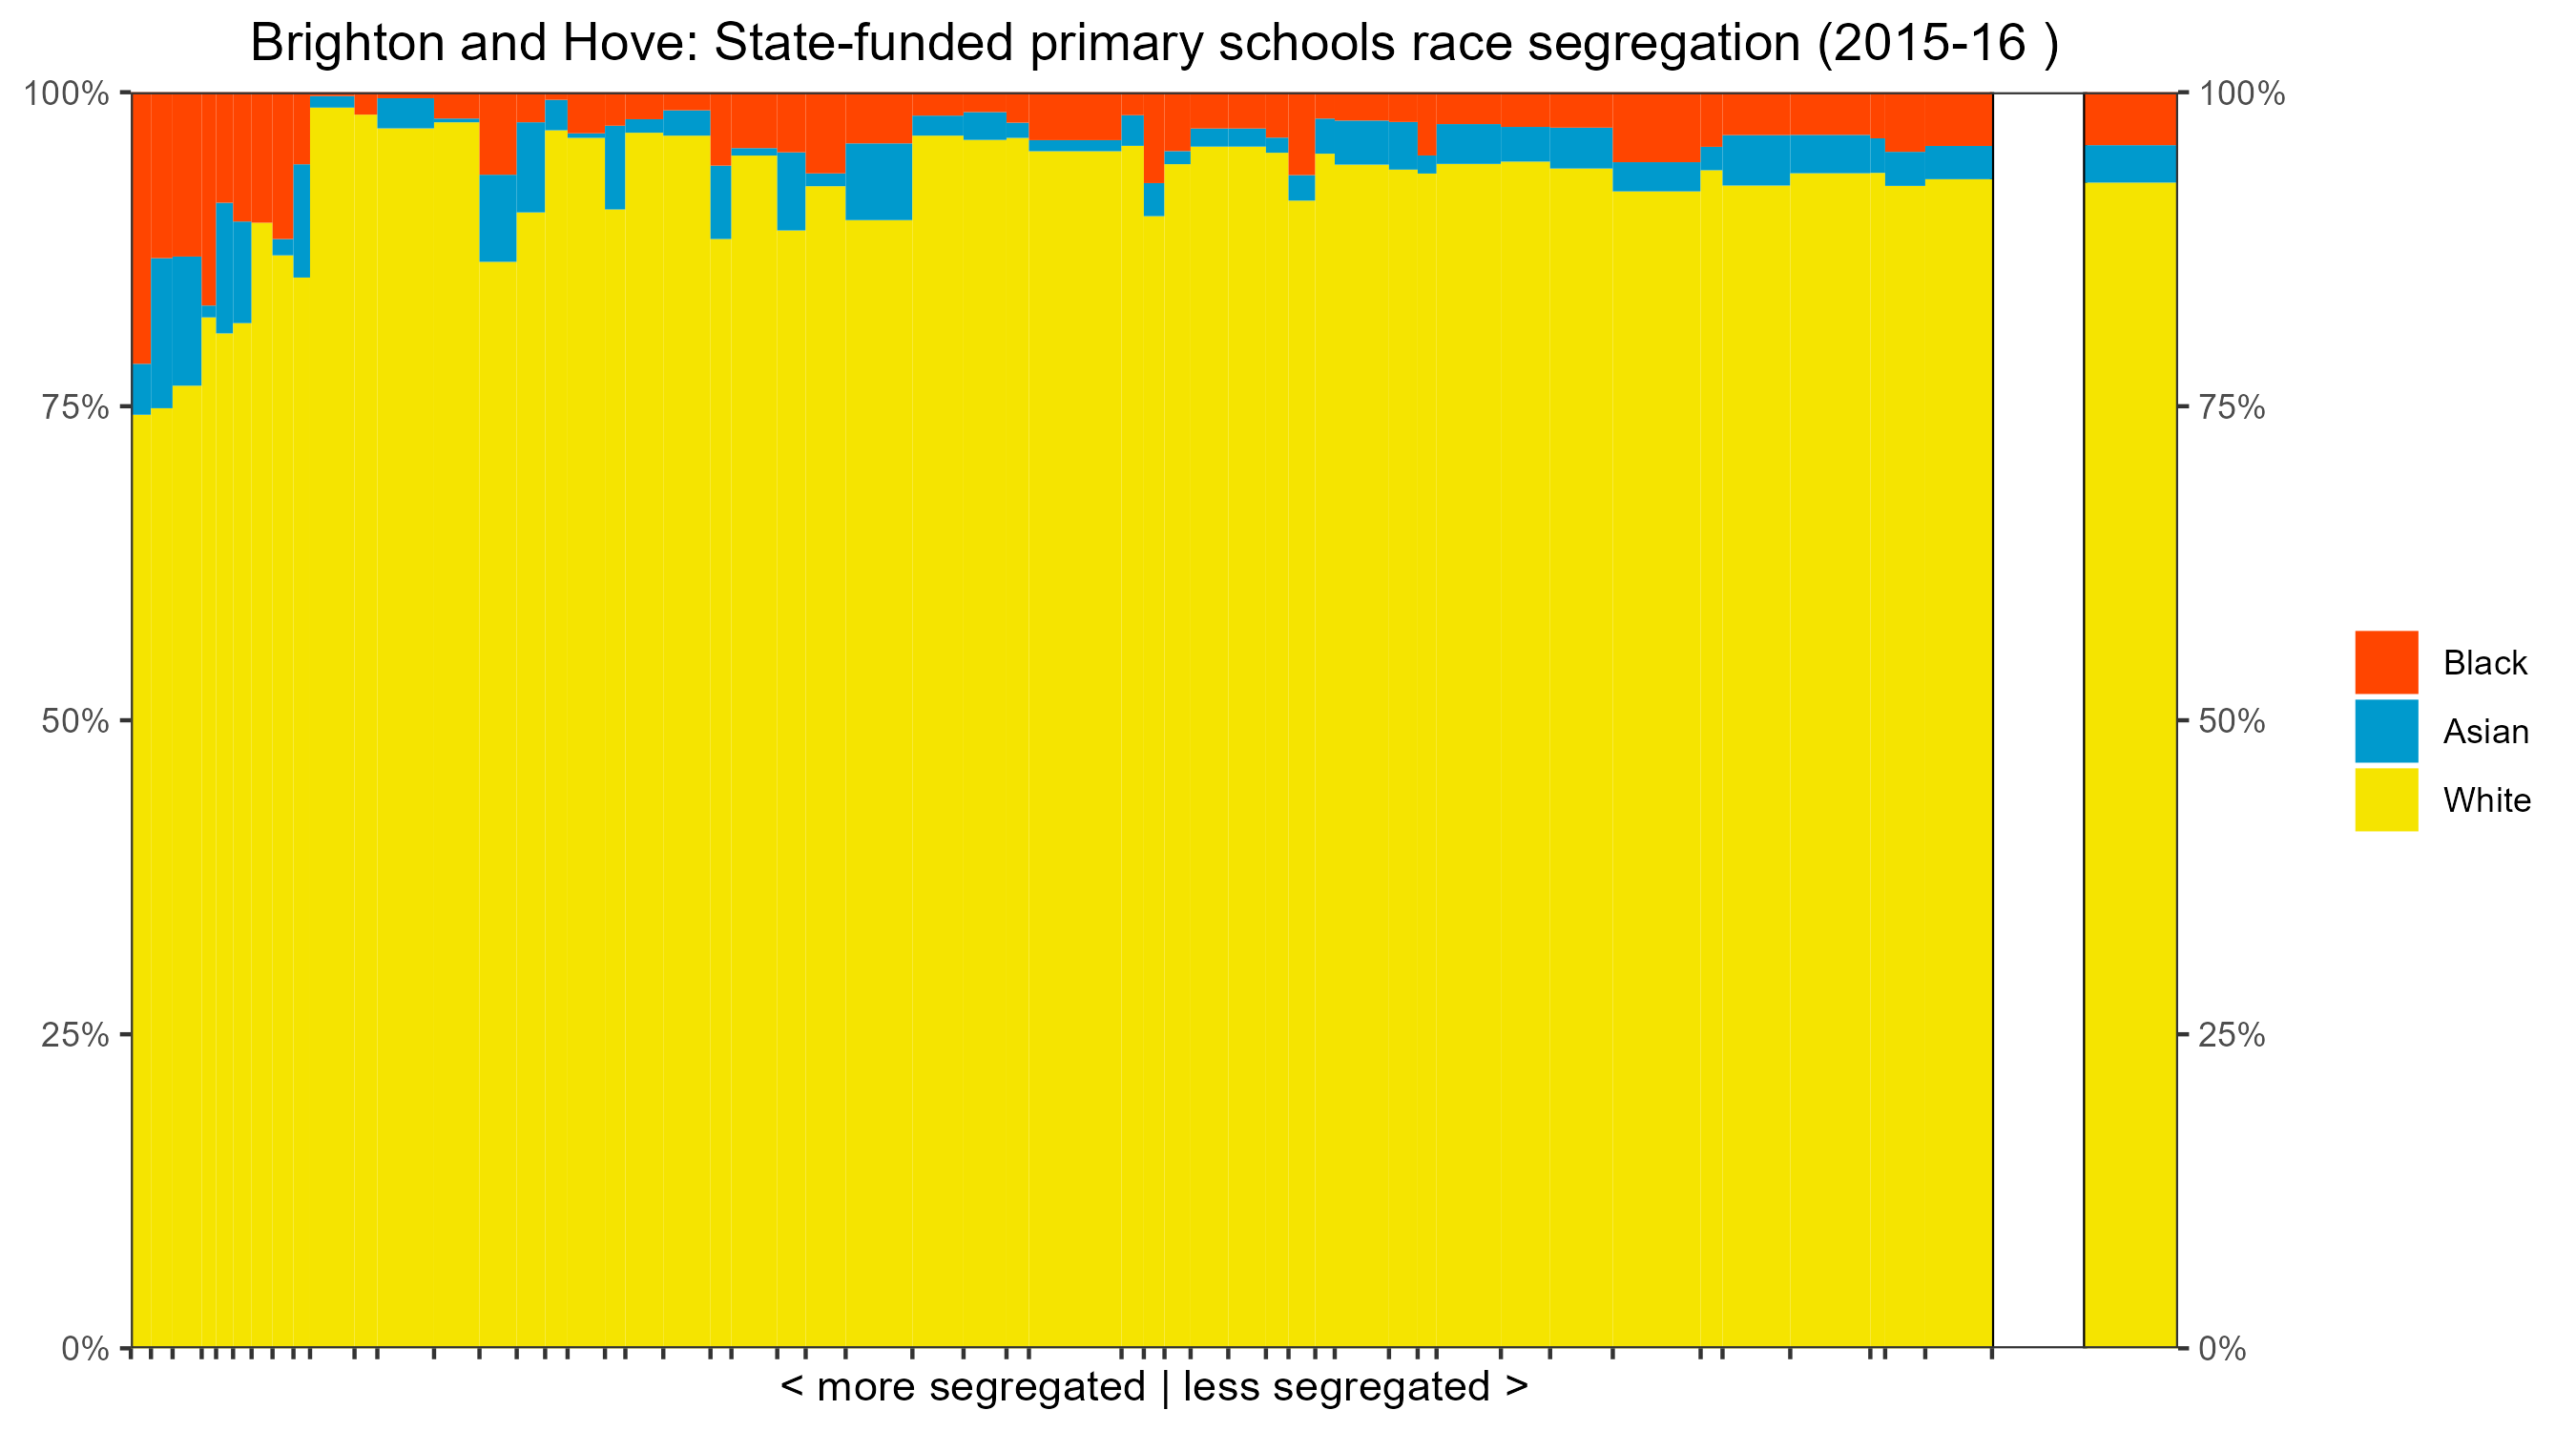 Brighton and Hove: State-funded primary schools race segregation (2015-16 )
100%
75%
50%
25%
0%
100%
75%
50%
25%
0%
Black
Asian
White
< more segregated | less segregated >